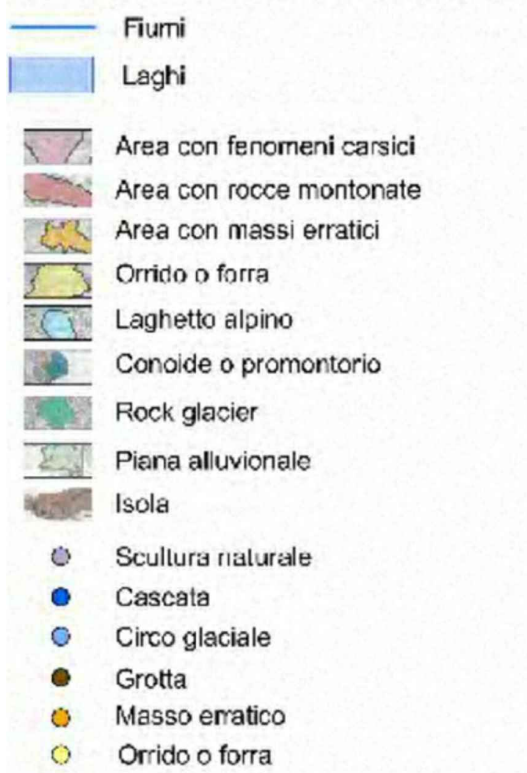 Fiumi
Laghi
Area con fenomeni carsici
Area con rocce montonate
Area con massi erratici
Orrido o forra
Laghetto alpino
Conoide o promontorio
Rock glacier
Piana alluvionale
Isola
Scultura naturale
Cascata
Circo glaciale
Grotta
Masso erratico
Orrido o forra